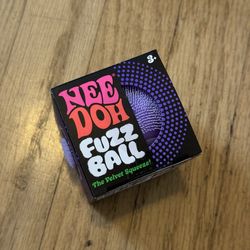 NEE
DOH
FUZZ
BALL
The Velvet Squeeze!
3+